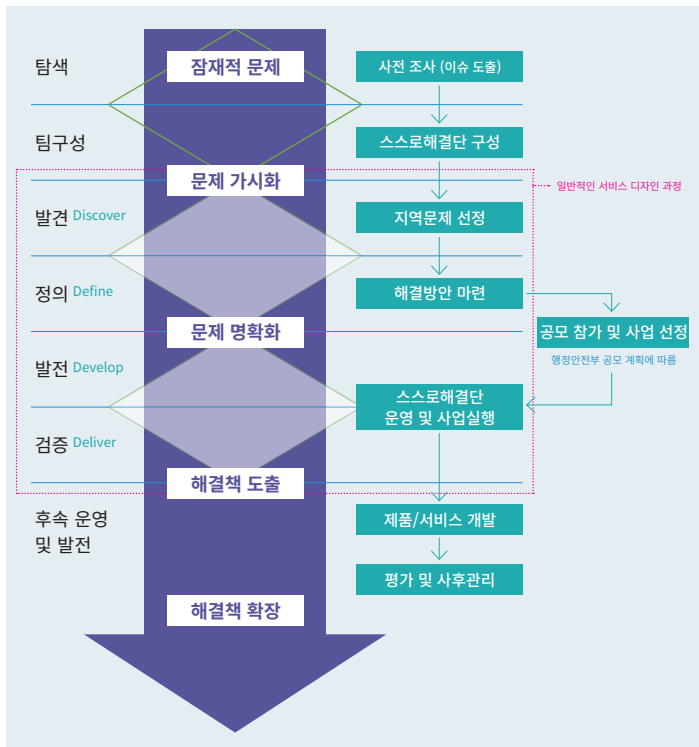 탐색
잠재적 문제
사전 조사 (이슈 도출)
팀구성
스스로해결단 구성
문제 가시화
일반적인 서비스 디자인 과정
발견 Discover
지역문제 선정
정의 Define
해결방안 마련
문제 명확화
공모 참가 및 사업 선정
행정안전부 공모 계획에 따름
발전 Develop
스스로해결단
운영 및 사업실행
검증 Deliver
해결책 도출
후속 운영
및 발전
제품/서비스 개발
평가 및 사후관리
해결책 확장